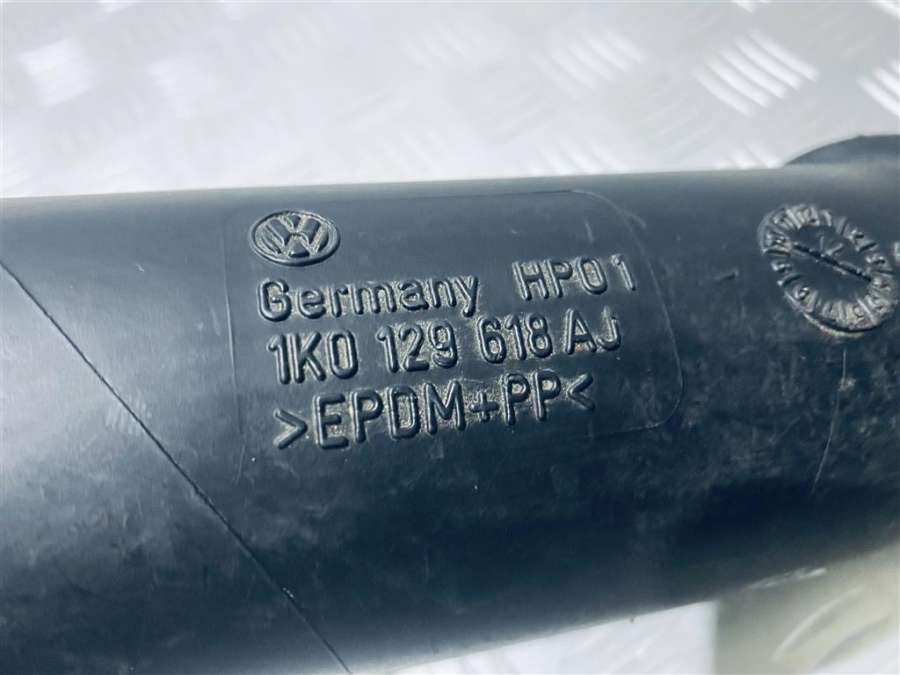 Germany HP01
1K0 129 618 AJ
>EPDM+PP<